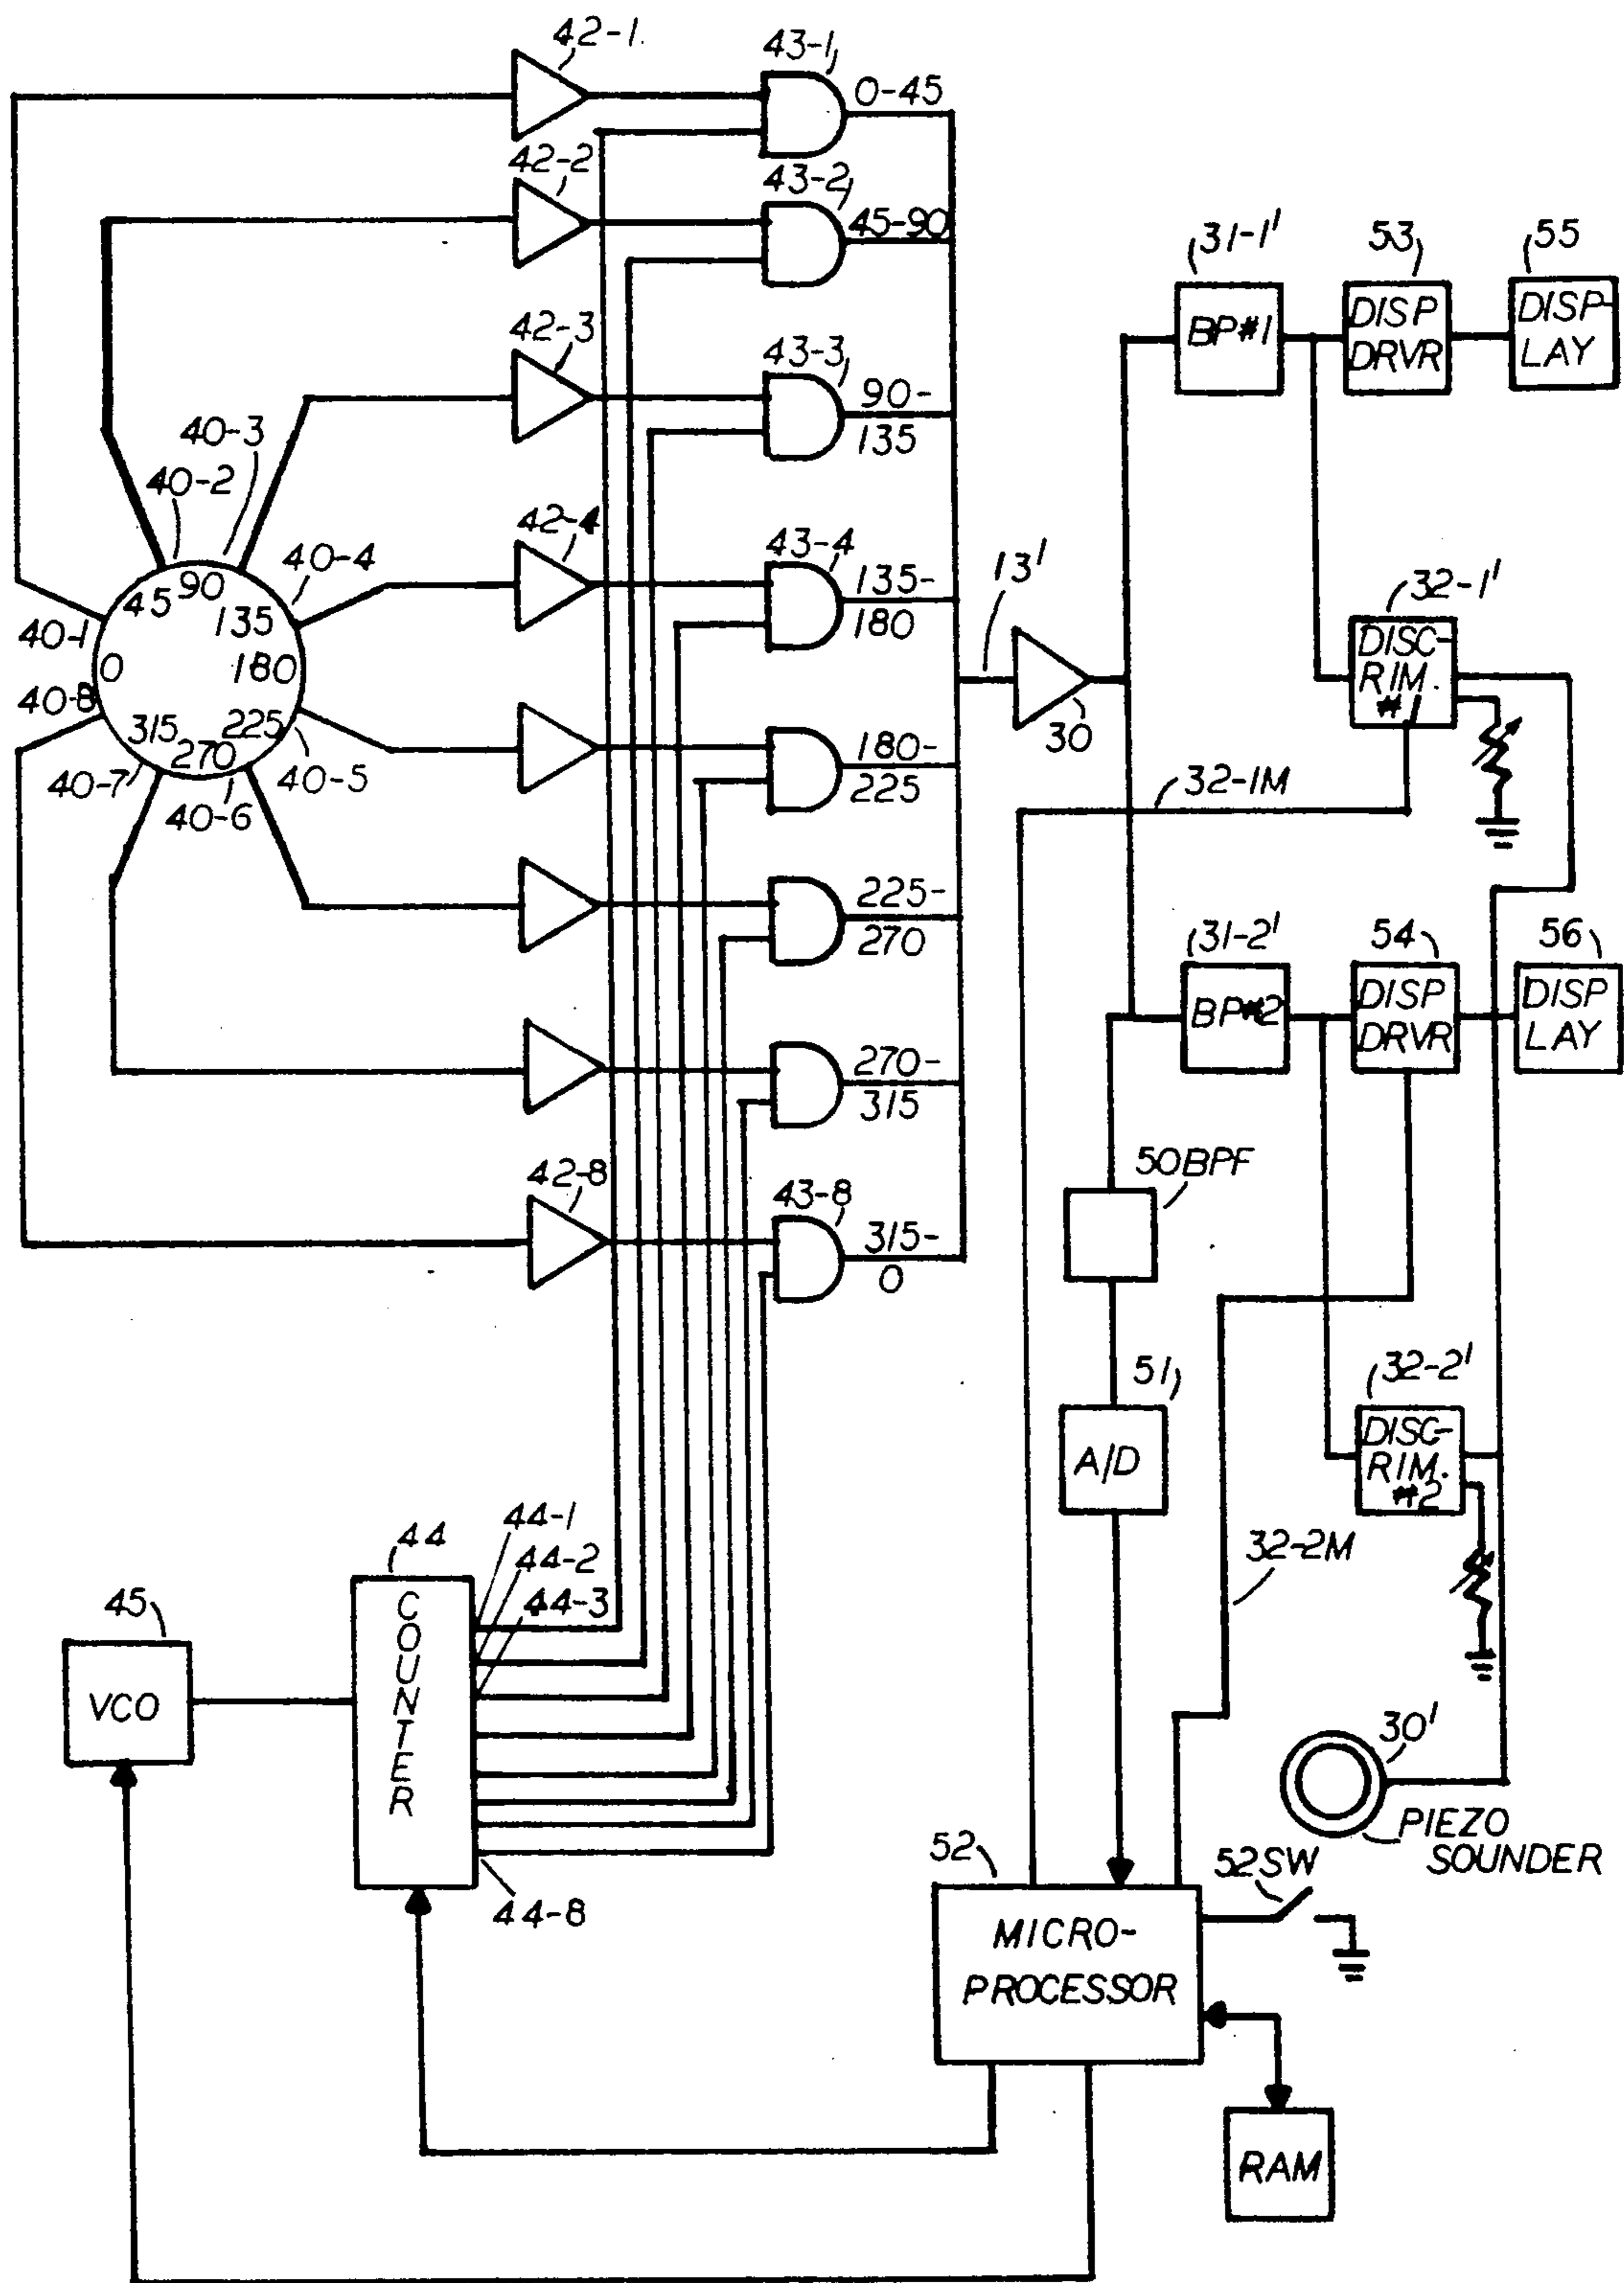 42-1
43-1
0-45
42-2
43-2
45-90
31-1'
53
55
BP#1
DISP
DRVR
DISP-
LAY
42-3
43-3
90-
135
40-3
40-2
42-4
43-4
135-
180
13'
32-1'
40-4
45
90
135
40-1
0
180
DISC-
RIM.
#1
30
40-8
315
270
225
40-7
40-6
40-5
180-
225
32-1M
225-
270
31-2'
54
56
BP#2
DISP
DRVR
DISP
LAY
270-
315
42-8
43-8
315-
0
50BPF
51
A/D
32-2'
DISC-
RIM.
#2
32-2M
44
44-1
44-2
44-3
45
VCO
COUNTER
44-8
30'
PIEZO
SOUNDER
52
52SW
MICRO-
PROCESSOR
RAM